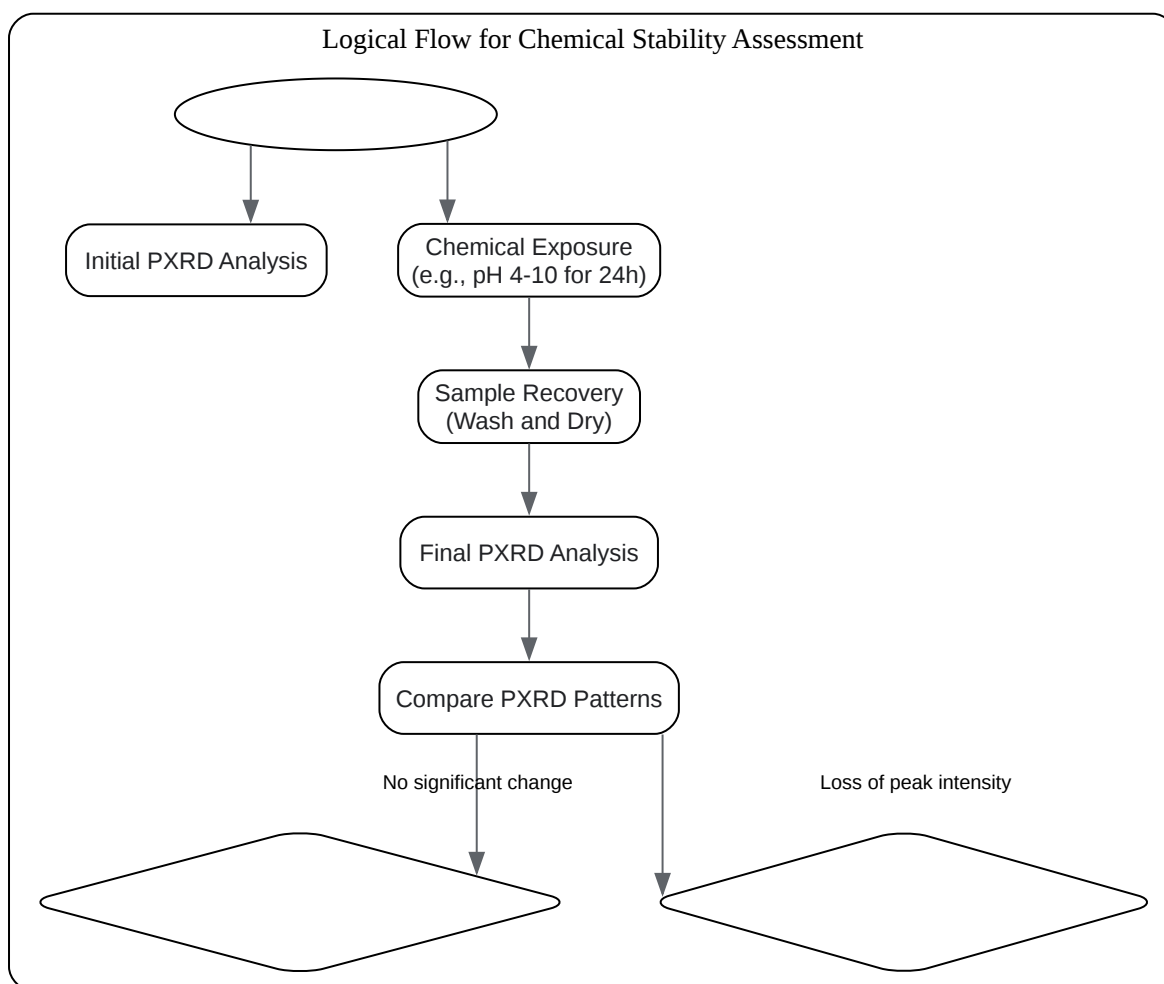 Logical Flow for Chemical Stability Assessment
Initial PXRD Analysis
Chemical Exposure
(e.g., pH 4-10 for 24h)
Sample Recovery
(Wash and Dry)
Final PXRD Analysis
Compare PXRD Patterns
No significant change
Loss of peak intensity